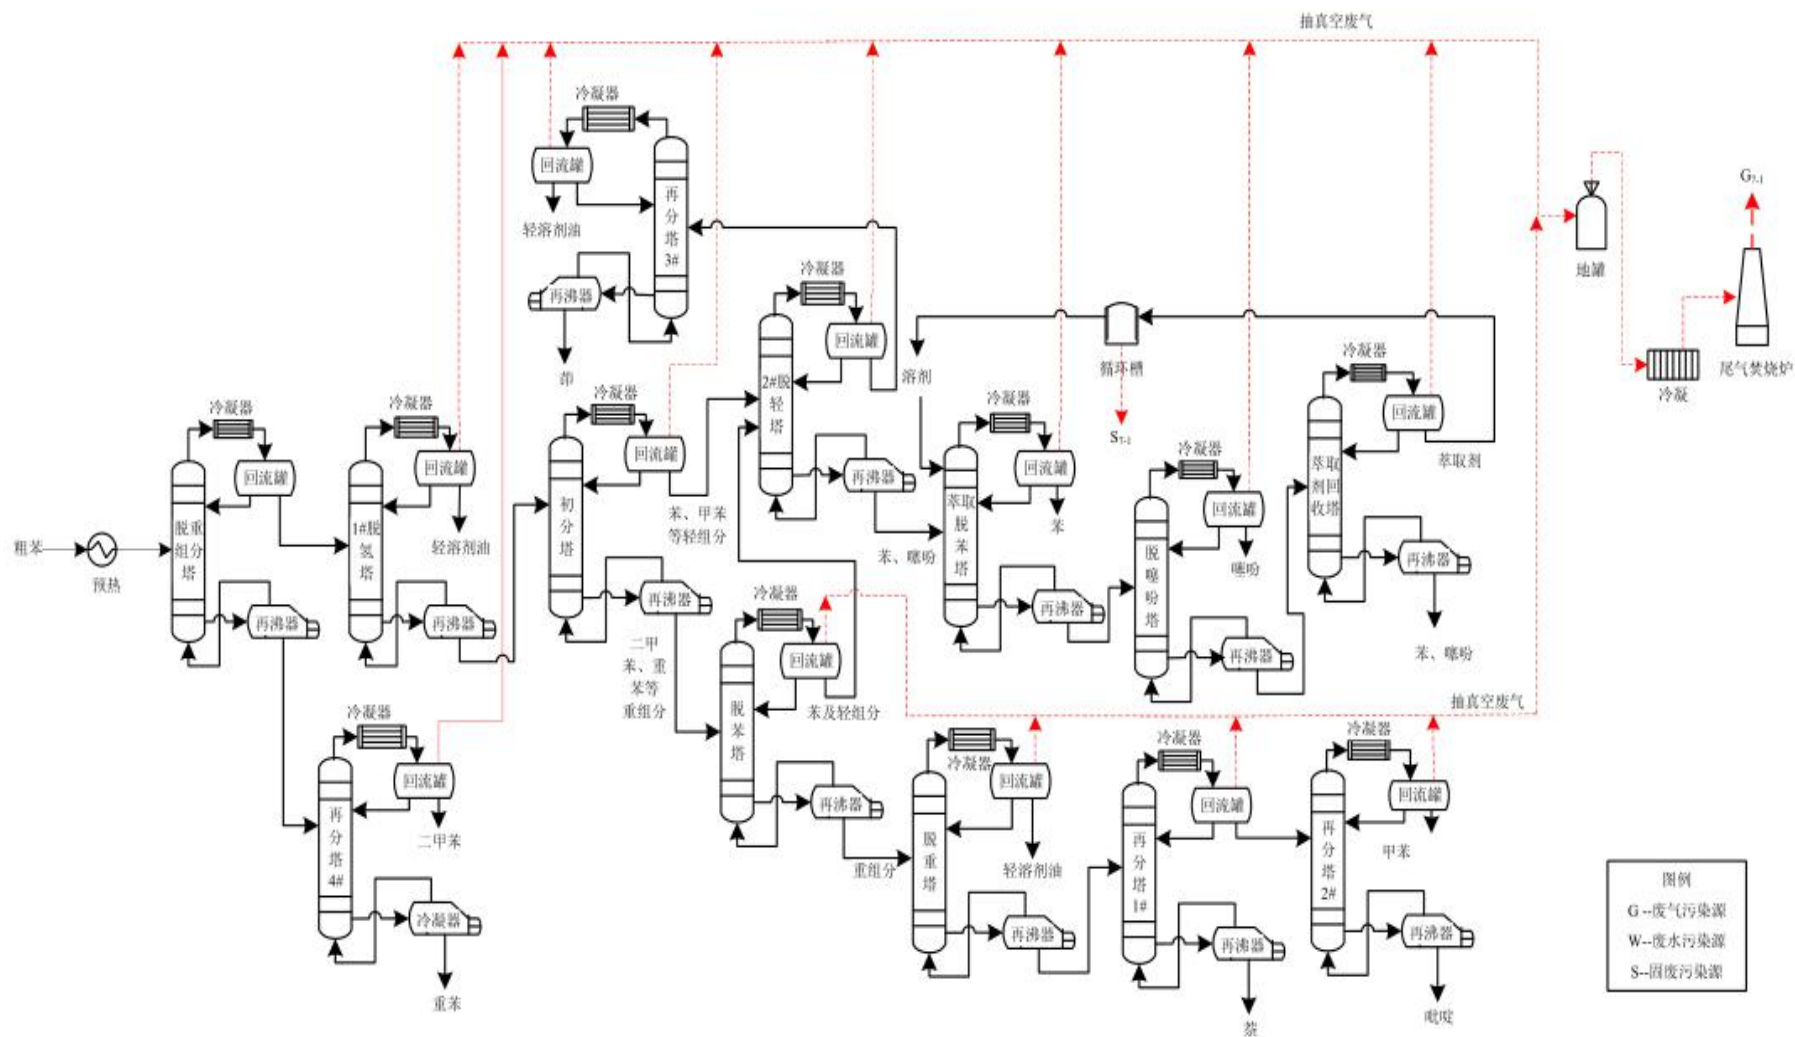 抽真空废气
冷凝器
回流罐
轻溶剂油
再分塔3#
再沸器
茚
G7-1
地罐
冷凝
尾气焚烧炉
粗苯
预热
冷凝器
回流罐
脱重组分塔
再沸器
冷凝器
回流罐
1#脱氢塔
轻溶剂油
再沸器
冷凝器
回流罐
初分塔
苯、甲苯
等轻组分
再沸器
二甲
苯、重
苯等
重组分
冷凝器
回流罐
2#脱轻塔
再沸器
苯、噻吩
溶剂
循环槽
S7-1
冷凝器
回流罐
萃取脱苯塔
苯
再沸器
冷凝器
回流罐
脱噻吩塔
噻吩
再沸器
冷凝器
回流罐
萃取剂回收塔
萃取剂
再沸器
苯、噻吩
抽真空废气
冷凝器
回流罐
再分塔4#
二甲苯
冷凝器
重苯
冷凝器
回流罐
脱苯塔
苯及轻组分
再沸器
重组分
冷凝器
回流罐
脱重塔
轻溶剂油
再沸器
冷凝器
回流罐
再分塔1#
再沸器
萘
冷凝器
回流罐
再分塔2#
甲苯
再沸器
吡啶
图例
G--废气污染源
W--废水污染源
S--固废污染源